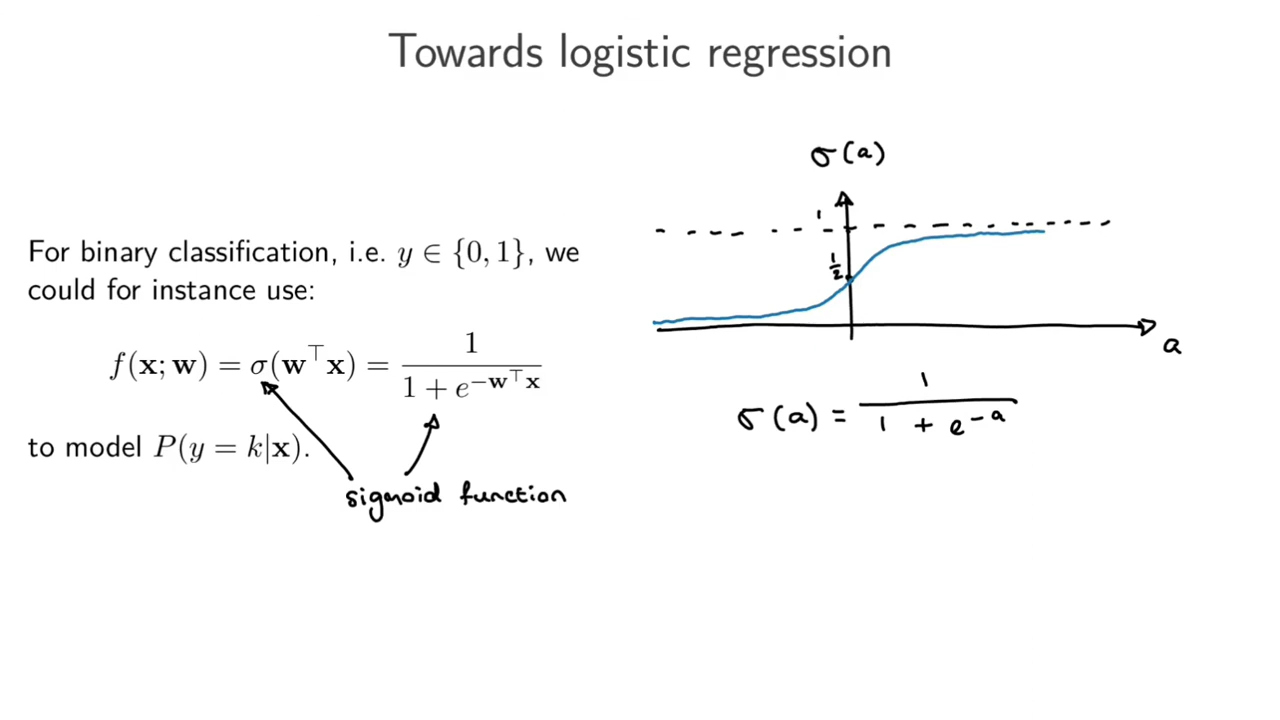 Towards logistic regression
For binary classification, i.e. y ∈ {0, 1}, we
could for instance use:
f(x; w) = σ(w⊤x) = 1 / (1 + e^{−w⊤x})
to model P(y = k|x).
sigmoid function
σ(a)
1
1/2
a
σ(a) = 1 / (1 + e^{-a})